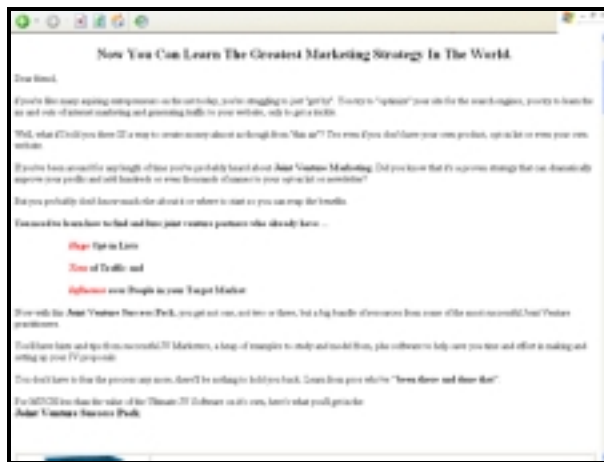 Now You Can Learn The Greatest Marketing Strategy In The World.
Dear friend,
If you're like many aspiring entrepreneurs on the net today, you're struggling to just "get by". You try to "optimize" your site for the search engines, you try to learn the
ins and outs of internet marketing and generating traffic to your website, only to get a trickle.
Well, what if I told you there IS a way to create money almost as though from "thin air"? Yes even if you don't have your own product, opt-in list or even your own
website.
If you've been around for any length of time you've probably heard about Joint Venture Marketing. Did you know that it's a proven strategy that can dramatically
improve your profits and add hundreds or even thousands of names to your opt-in list or newsletter?
But you probably don't know much else about it or where to start so you can reap the benefits.
You need to learn how to find and lure joint venture partners who already have ...
Huge Opt-in Lists
Tons of Traffic and
Influence over People in your Target Market
Now with this Joint Venture Success Pack, you get not one, not two or three, but a big bundle of resources from some of the most successful Joint Venture
practitioners.
You'll have hints and tips from successful JV Marketers, a heap of examples to study and model from, plus software to help save you time and effort in making and
setting up your JV proposals.
You don't have to fear the process any more, there'll be nothing to hold you back. Learn from pros who've "been there and done that".
For MUCH less than the value of the Ultimate JV Software on it's own, here's what you'll get in the
Joint Venture Success Pack